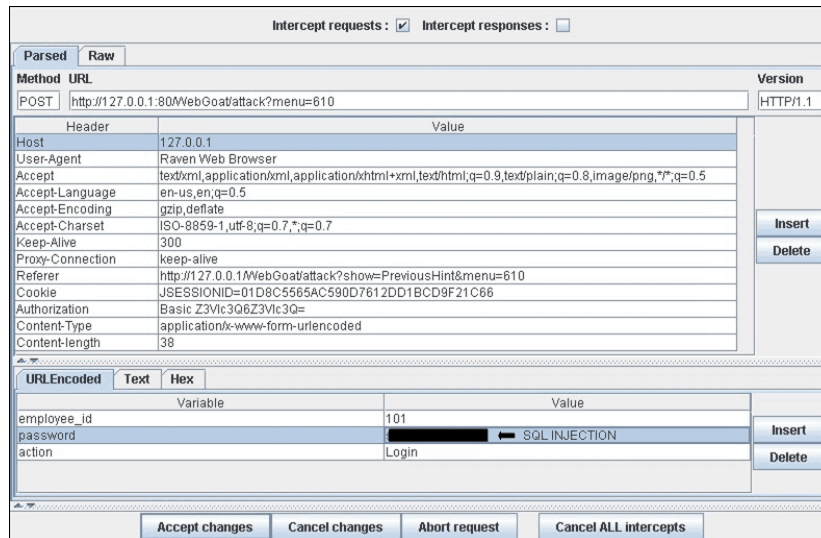 Intercept requests : Intercept responses :
Parsed Raw
Method URL Version
POST http://127.0.0.1:80/WebGoat/attack?menu=610 HTTP/1.1
Header Value
Host 127.0.0.1
User-Agent Raven Web Browser
Accept text/xml,application/xml,application/xhtml+xml,text/html;q=0.9,text/plain;q=0.8,image/png,*/*;q=0.5
Accept-Language en-us,en;q=0.5
Accept-Encoding gzip,deflate
Accept-Charset ISO-8859-1,utf-8;q=0.7,*;q=0.7
Keep-Alive 300
Proxy-Connection keep-alive
Referer http://127.0.0.1/WebGoat/attack?show=PreviousHint&menu=610
Cookie JSESSIONID=01D8C5565AC590D7612DD1BCD9F21C66
Authorization Basic Z3Vlc3Q6Z3Vlc3Q=
Content-Type application/x-www-form-urlencoded
Content-length 38
Insert
Delete
URLEncoded Text Hex
Variable Value
employee_id 101
password SQL INJECTION
action Login
Insert
Delete
Accept changes Cancel changes Abort request Cancel ALL intercepts